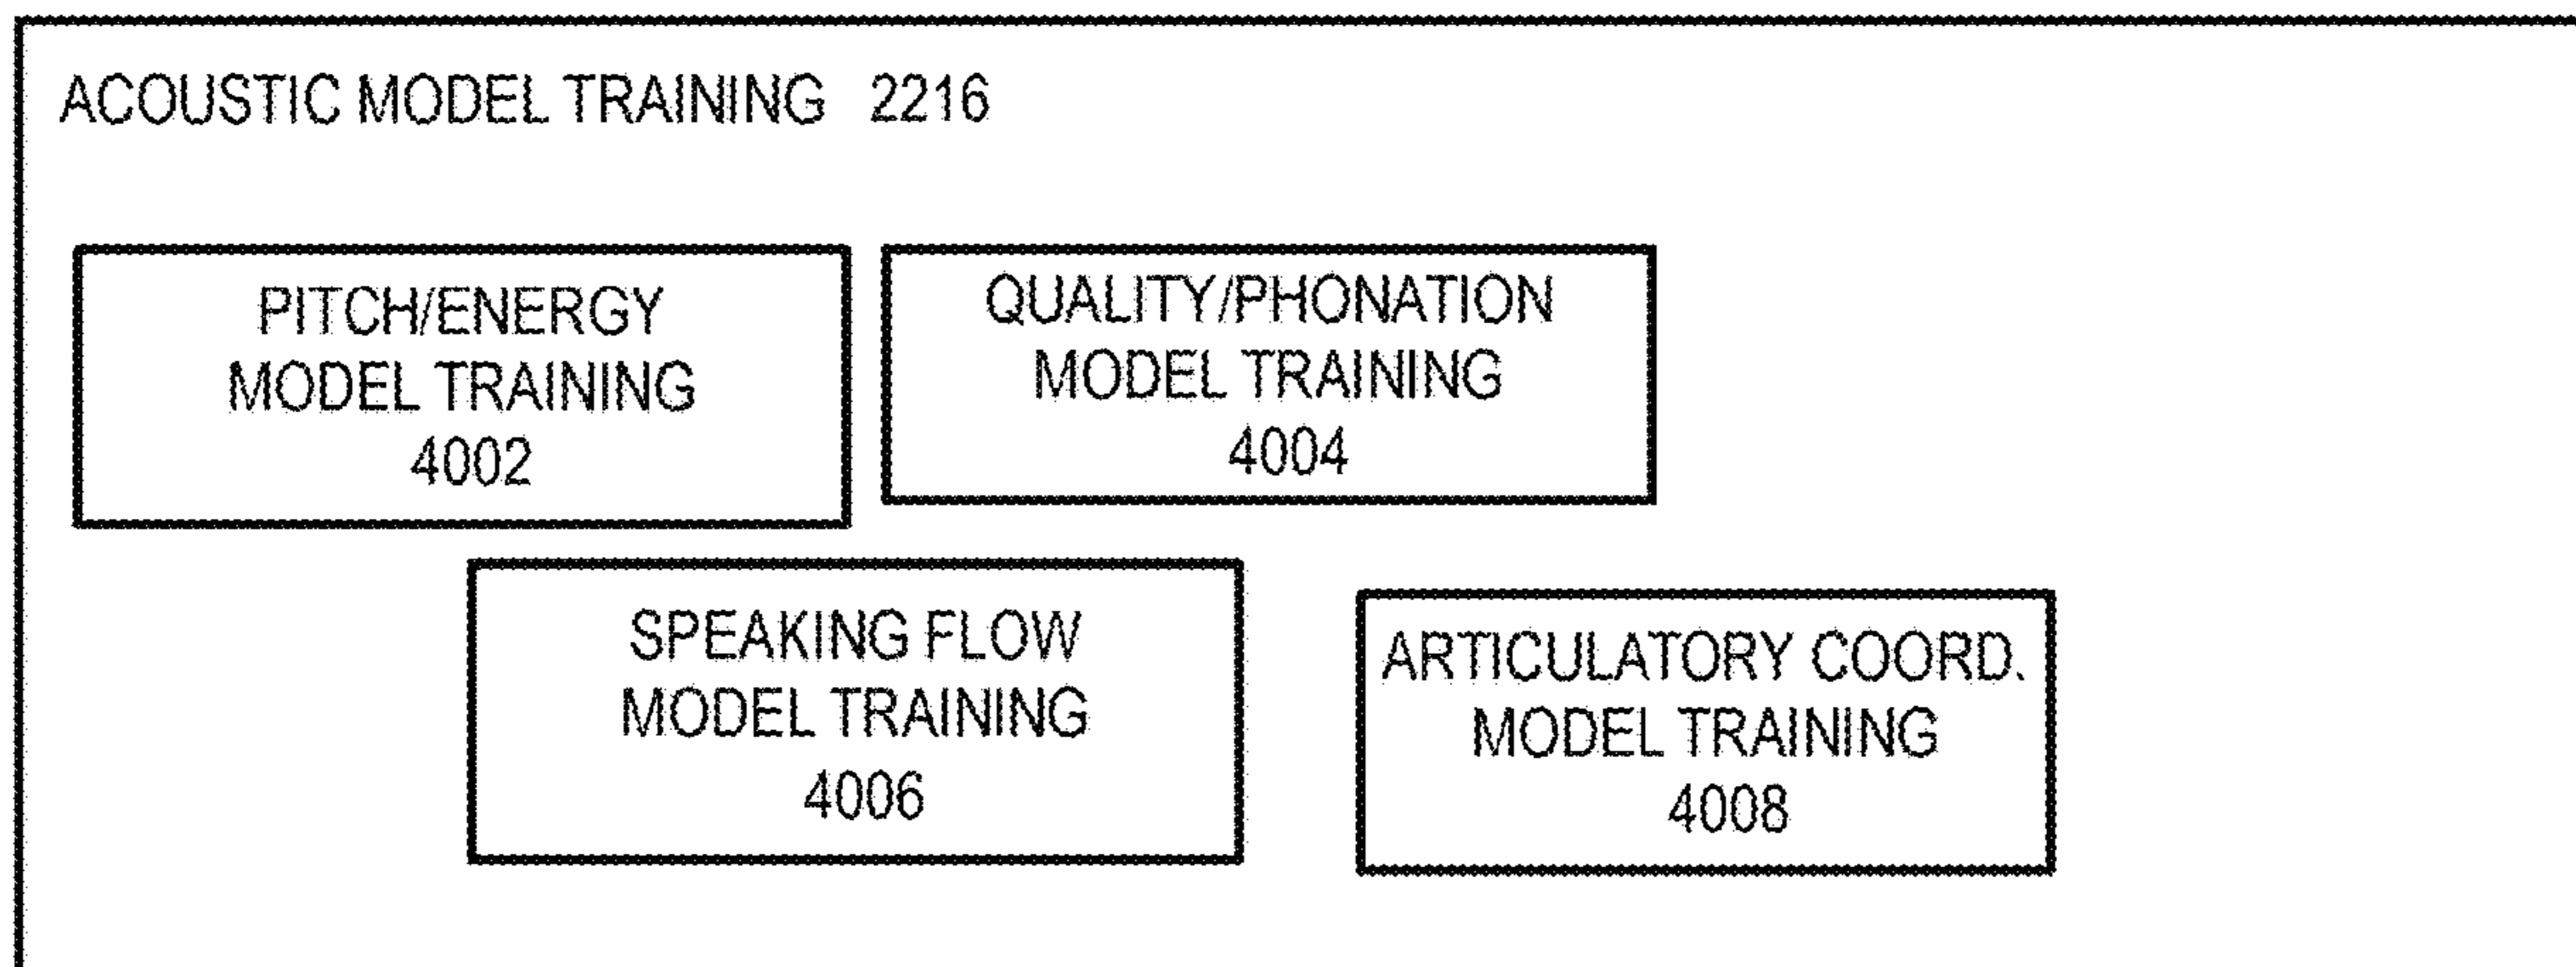 ACOUSTIC MODEL TRAINING 2216
PITCH/ENERGY
MODEL TRAINING
4002
QUALITY/PHONATION
MODEL TRAINING
4004
SPEAKING FLOW
MODEL TRAINING
4006
ARTICULATORY COORD.
MODEL TRAINING
4008